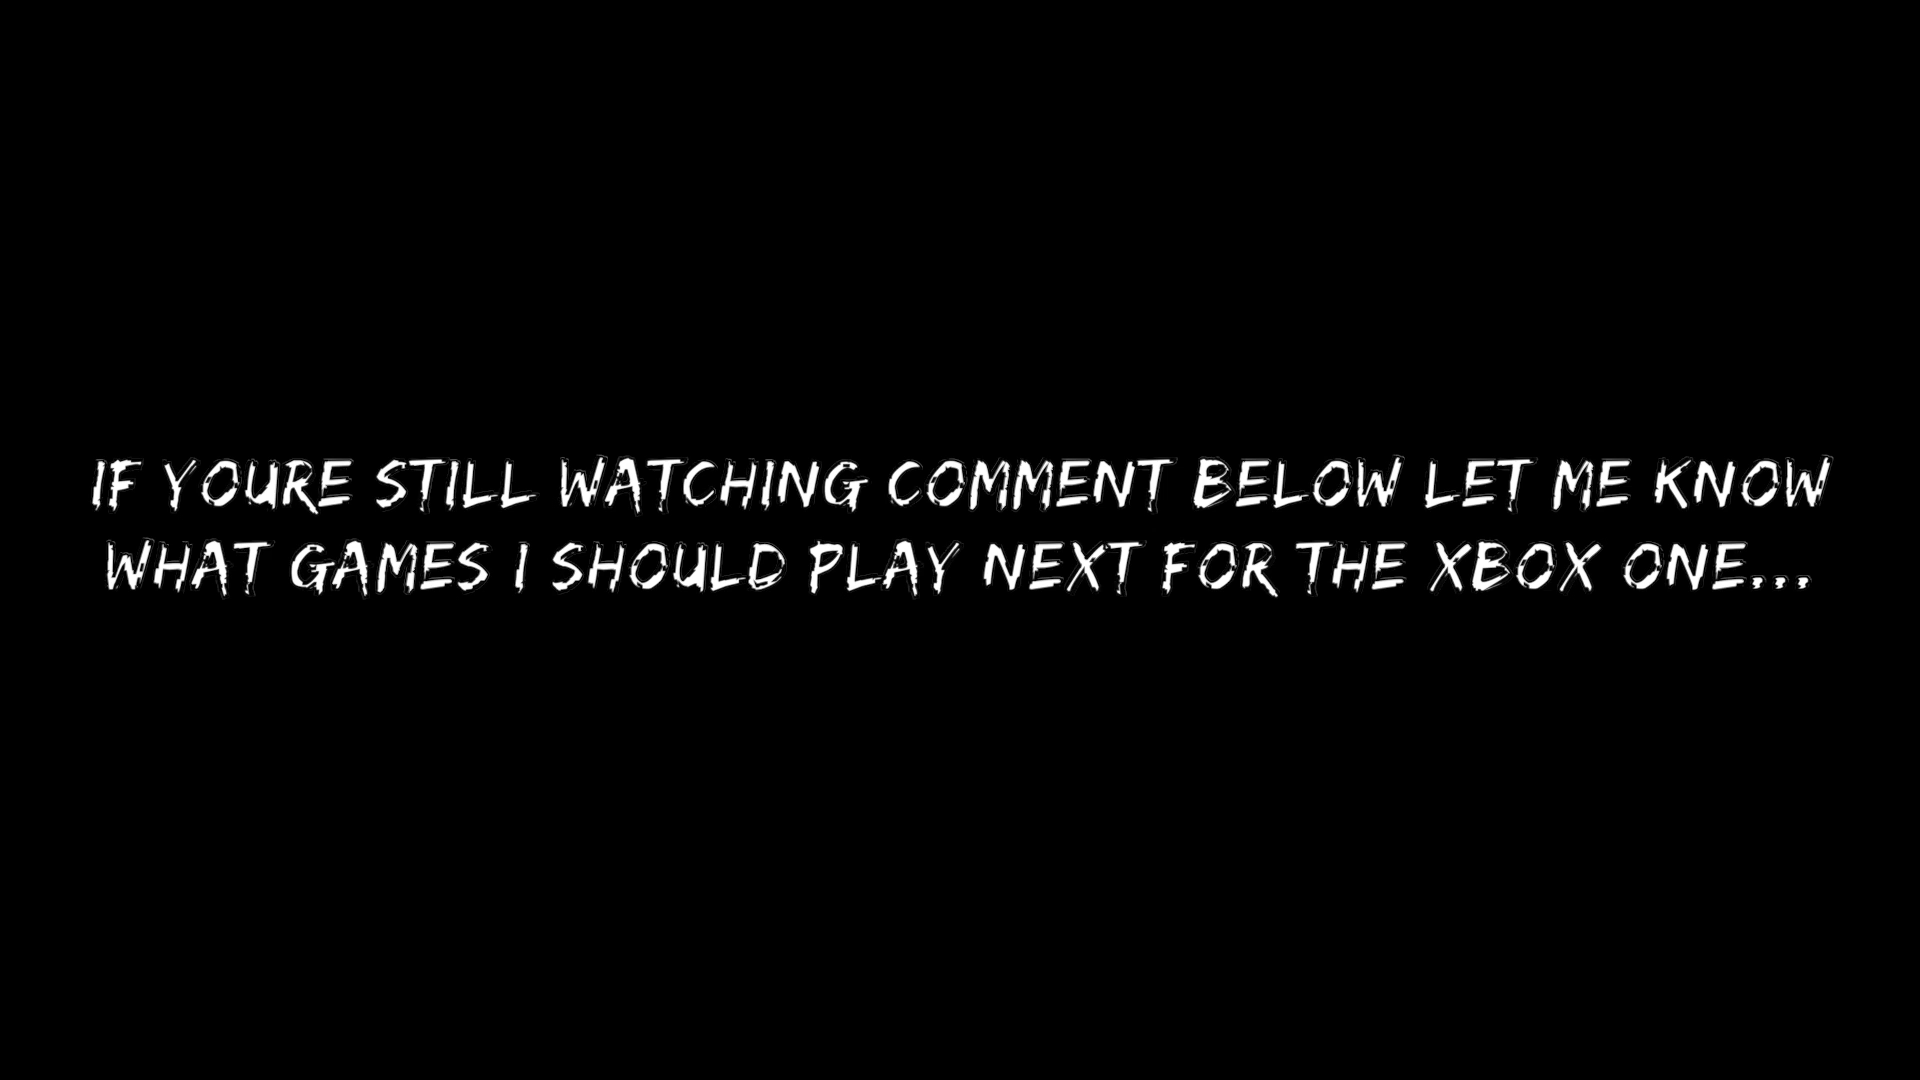 IF YOURE STILL WATCHING COMMENT BELOW LET ME KNOW
WHAT GAMES I SHOULD PLAY NEXT FOR THE XBOX ONE...